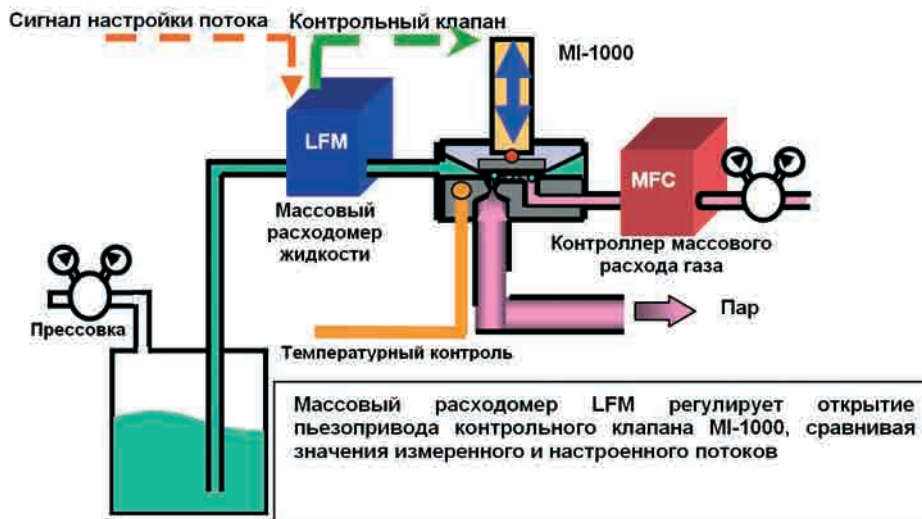 Сигнал настройки потока
Контрольный клапан
MI-1000
LFM
MFC
Массовый
расходомер
жидкости
Контроллер массового
расхода газа
Прессовка
Пар
Температурный контроль
Массовый расходомер LFM регулирует открытие
пьезопривода контрольного клапана MI-1000, сравнивая
значения измеренного и настроенного потоков